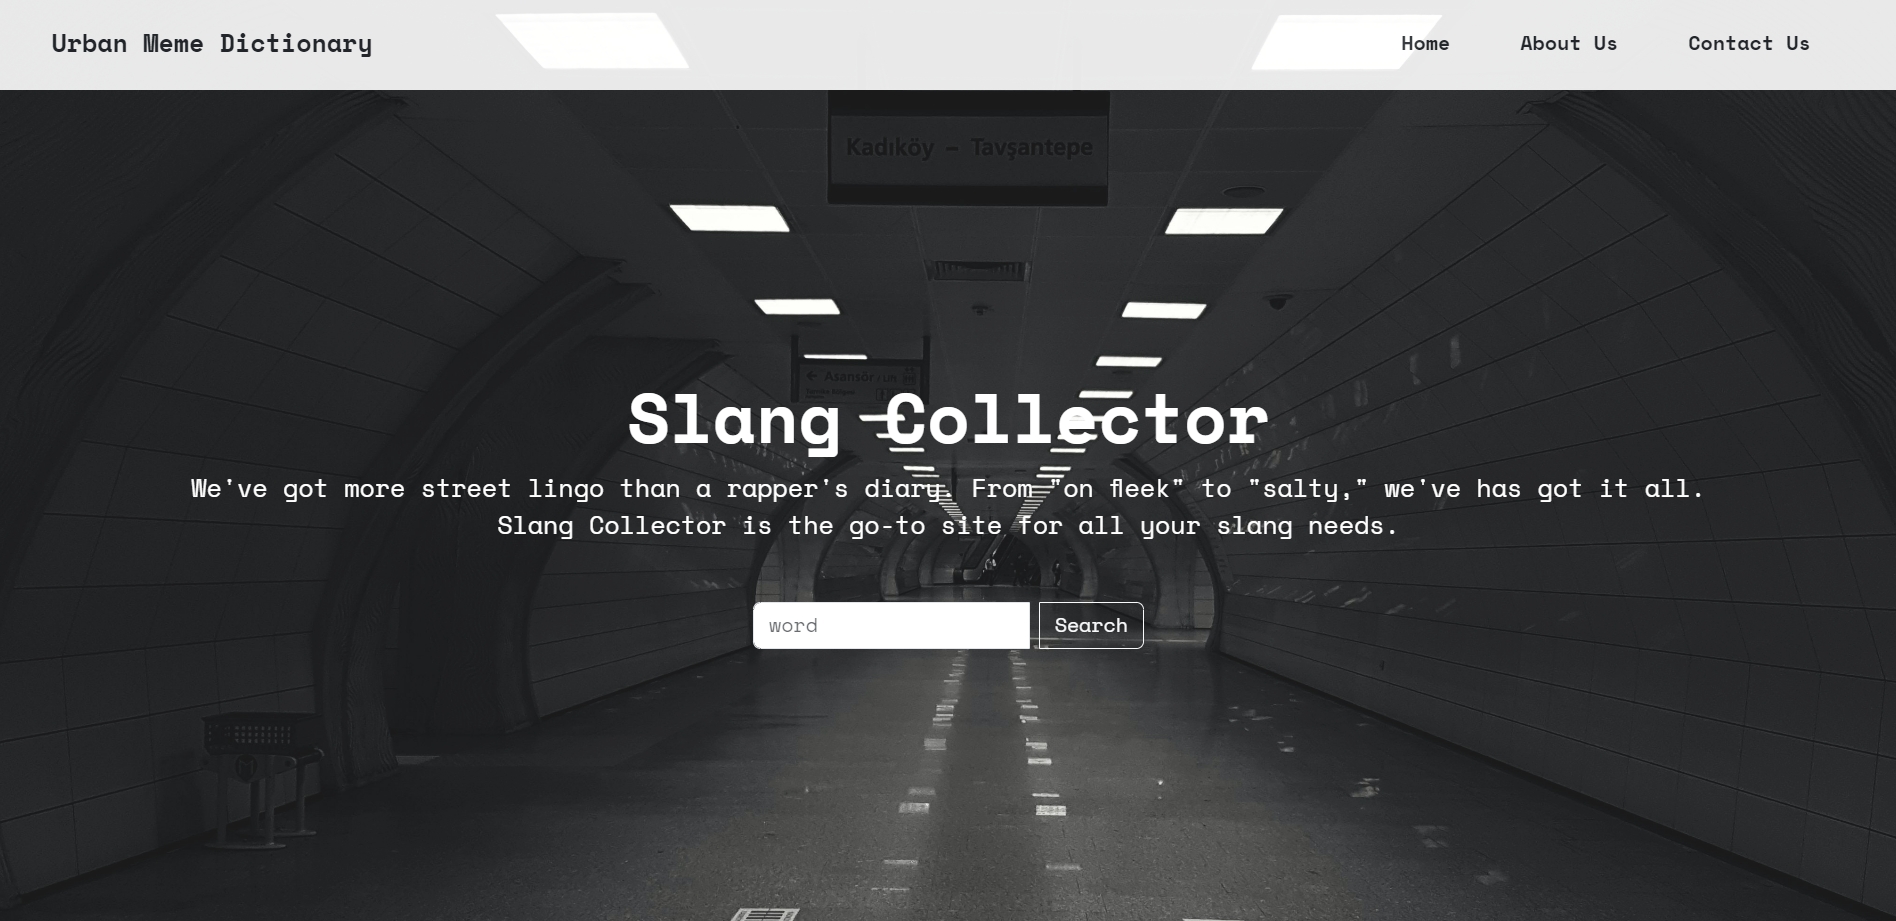 Urban Meme Dictionary
Home
About Us
Contact Us
Kadıköy – Tavşantepe
← Asansör / Lift
Slang Collector
We've got more street lingo than a rapper's diary. From "on fleek" to "salty," we've has got it all.
Slang Collector is the go-to site for all your slang needs.
word
Search